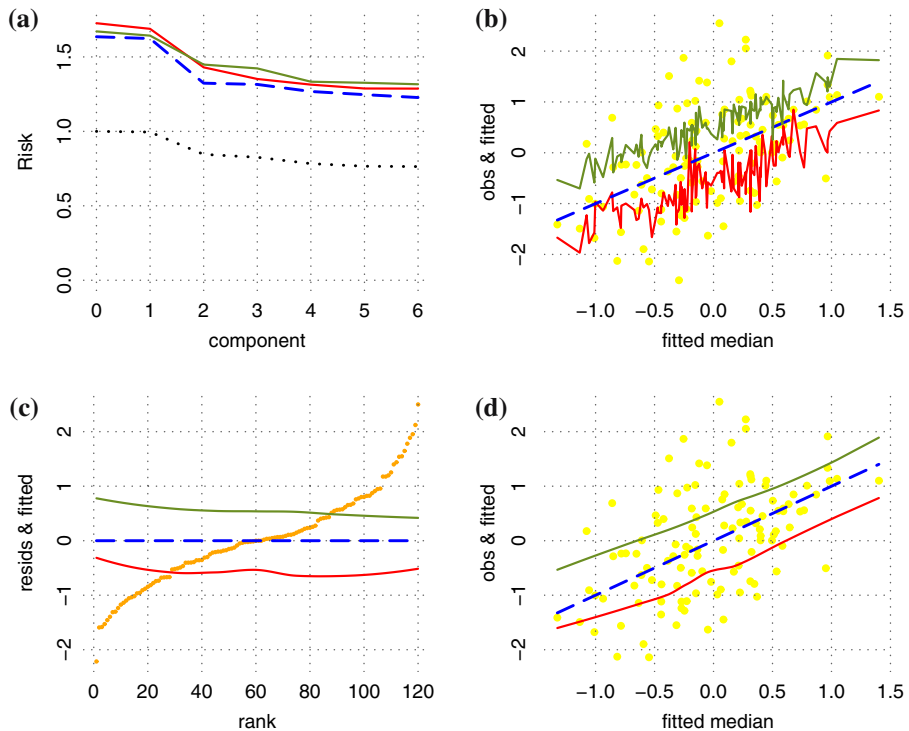 (a)
Risk
0.0 0.5 1.0 1.5
0 1 2 3 4 5 6
component
(b)
obs & fitted
−2 −1 0 1 2
−1.0 −0.5 0.0 0.5 1.0 1.5
fitted median
(c)
resids & fitted
−2 −1 0 1 2
0 20 40 60 80 100 120
rank
(d)
obs & fitted
−2 −1 0 1 2
−1.0 −0.5 0.0 0.5 1.0 1.5
fitted median